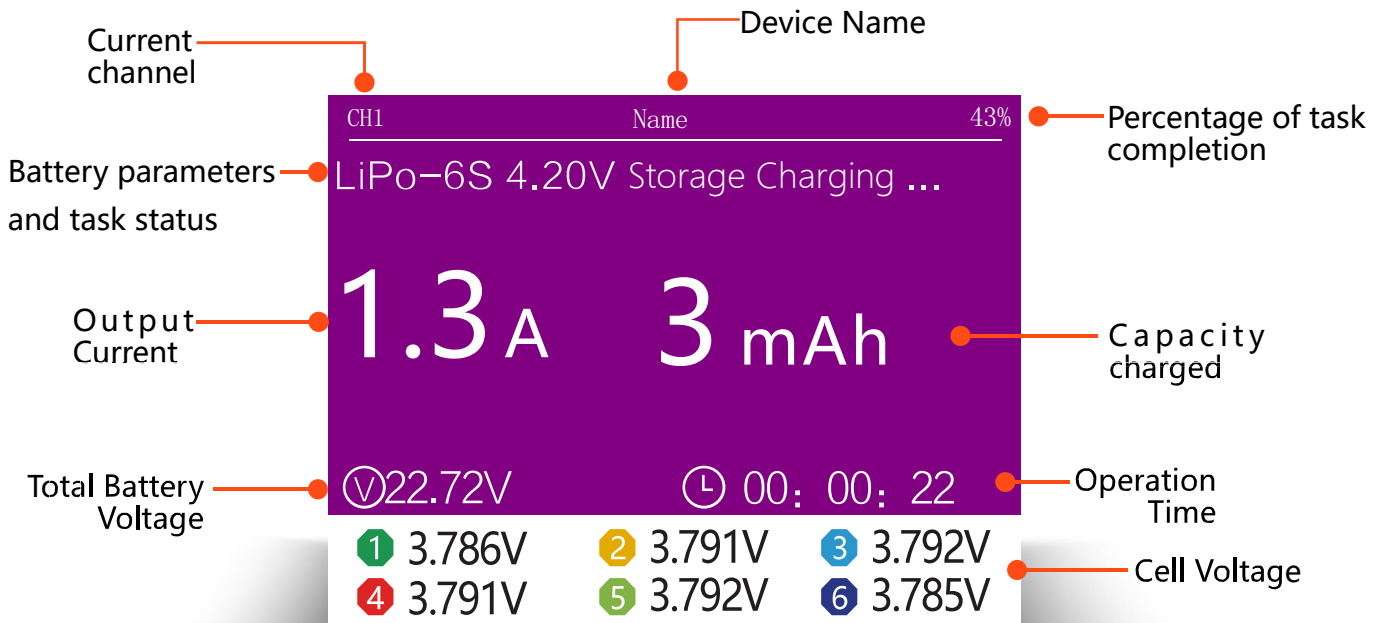 Device Name
Current
channel
CH1 Name 43%
Percentage of task
completion
Battery parameters
and task status
LiPo-6S 4.20V Storage Charging ...
Output
Current
1.3 A 3 mAh
Capacity
charged
Total Battery
Voltage
V 22.72V 00: 00: 22
Operation
Time
1 3.786V 2 3.791V 3 3.792V
4 3.791V 5 3.792V 6 3.785V
Cell Voltage